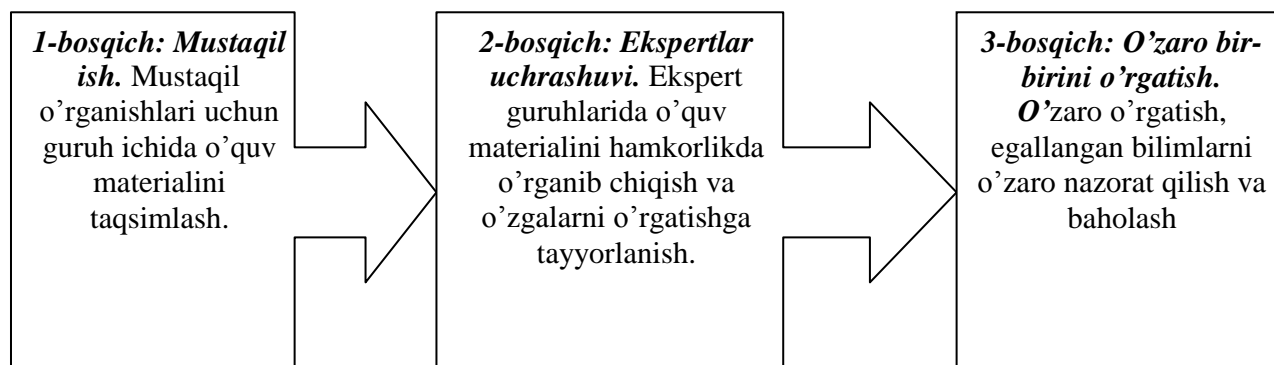 1-bosqich: Mustaqil
ish. Mustaqil
o’rganishlari uchun
guruh ichida o’quv
materialini
taqsimlash.
2-bosqich: Ekspertlar
uchrashuvi. Ekspert
guruhlarida o’quv
materialini hamkorlikda
o’rganib chiqish va
o’zgalarni o’rgatishga
tayyorlanish.
3-bosqich: O’zaro bir-
birini o’rgatish.
O’zaro o’rgatish,
egallangan bilimlarni
o’zaro nazorat qilish va
baholash